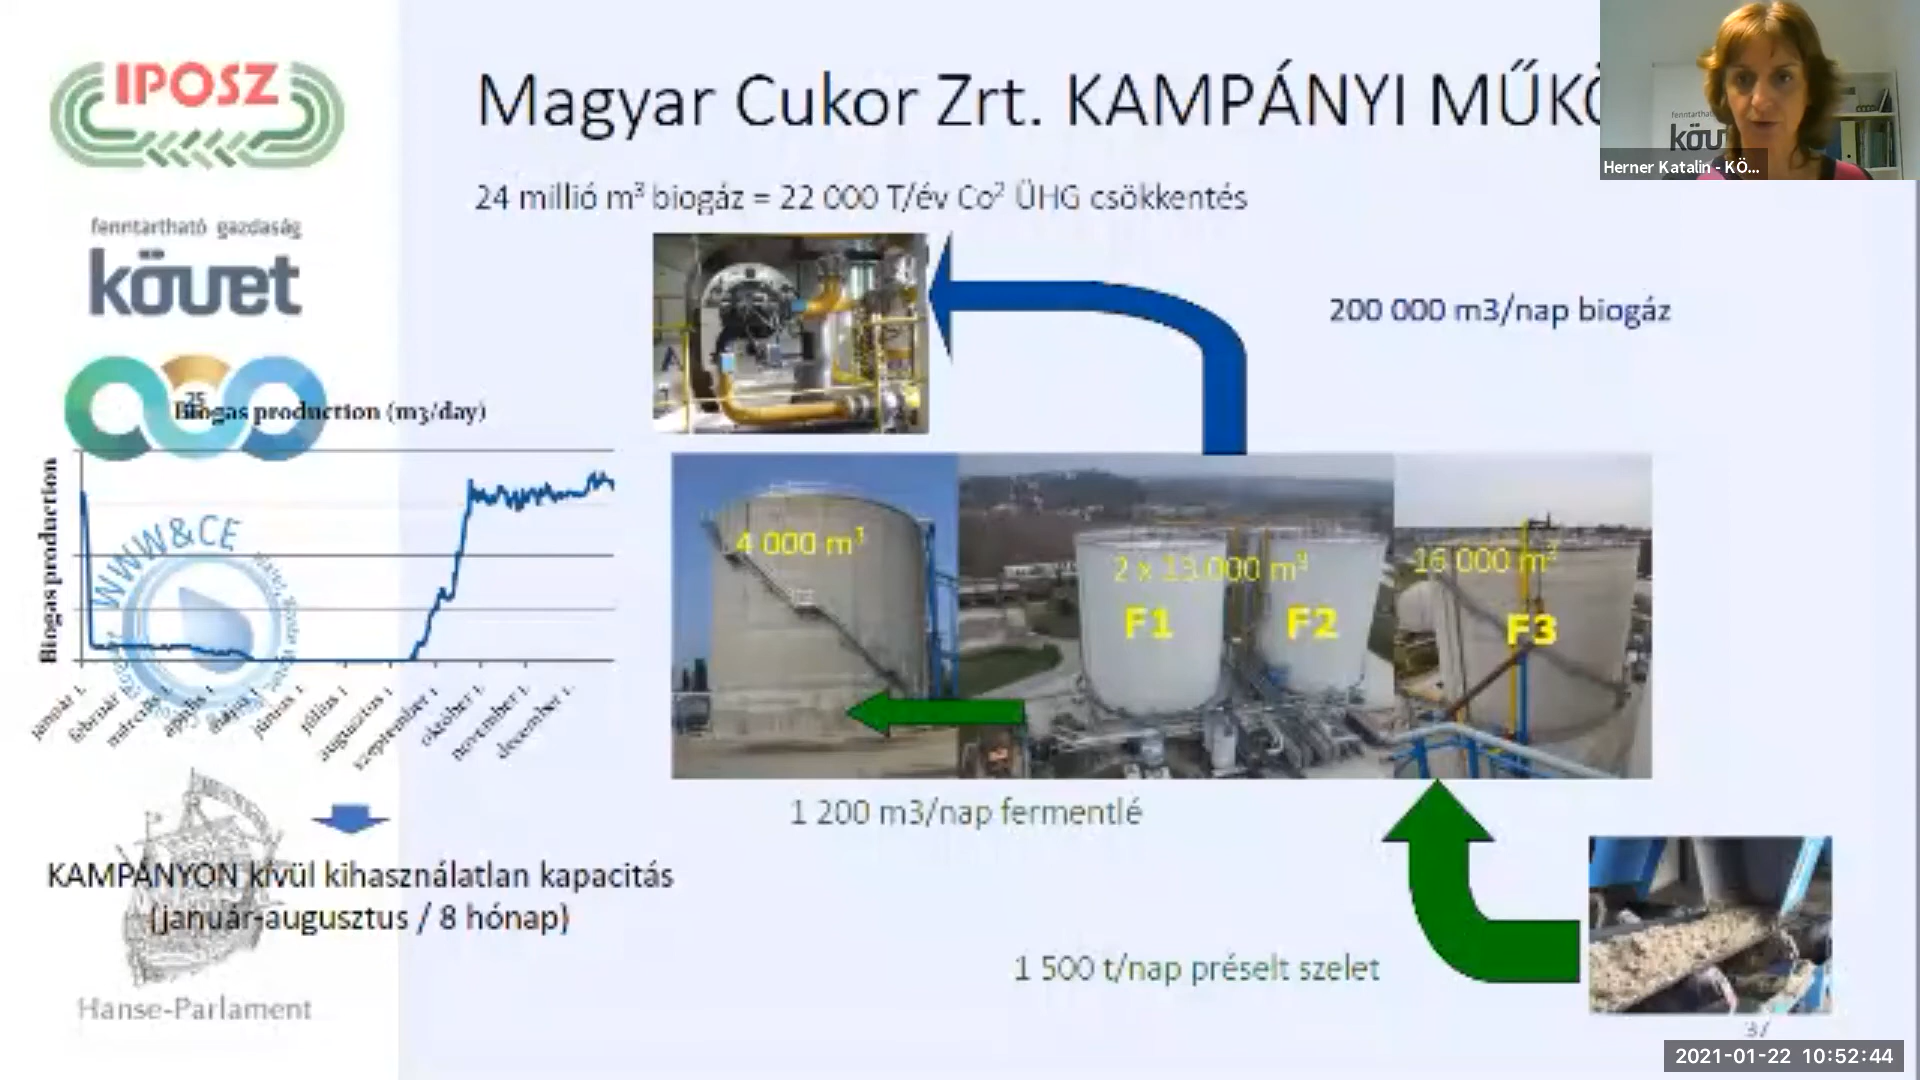 IPOSZ
Magyar Cukor Zrt. KAMPÁNYI MŰKÖ
fenntartható
köv
Herner Katalin - KÖ...
24 millió m³ biogáz = 22 000 T/év Co² ÜHG csökkentés
fenntartható gazdaság
követ
200 000 m3/nap biogáz
25
Biogas production (m3/day)
Biogas production
WWW&CE
január 1.
február
március
április 1.
május 1.
június 1.
július 1.
augusztus 1.
szeptember 1.
október 1.
november 1.
december 1.
4 000 m³
2 x 13 000 m³
16 000 m³
F1
F2
F3
1 200 m3/nap fermentlé
KAMPÁNYON kívül kihasználatlan kapacitás
(január-augusztus / 8 hónap)
1 500 t/nap préselt szelet
Hanse-Parlament
37
2021-01-22 10:52:44